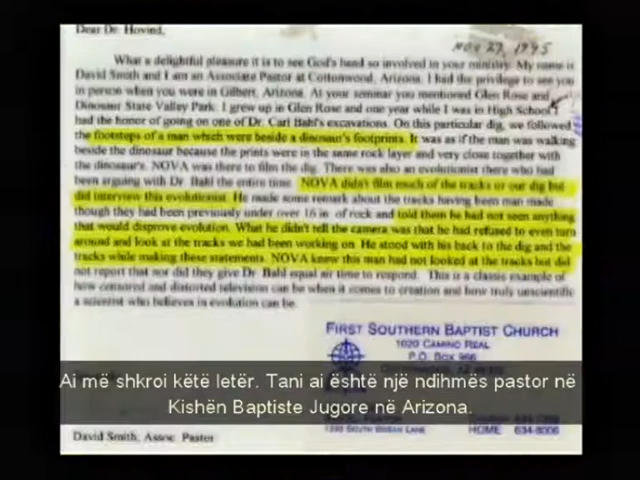 Dear Dr. Hovind,
NOV 27, 1995
What a delightful pleasure it is to see God's hand so involved in your ministry. My name is
David Smith and I am an Associate Pastor at Cottonwood, Arizona. I had the privilege to see you
in person when you were in Gilbert, Arizona. At your seminar you mentioned Glen Rose and
Dinosaur State Valley Park. I grew up in Glen Rose and one year while I was in High School I
had the honor of going on one of Dr. Carl Bahl's excavations. On this particular dig, we followed
the footsteps of a man which were beside a dinosaur's footprints. It was as if the man was walking
beside the dinosaur because the prints were in the same rock layer and very close together with
the dinosaur's. NOVA was there to film the dig. There was also an evolutionist there who had
been arguing with Dr. Bahl the entire time. NOVA didn't film much of the tracks or our dig but
did interview this evolutionist. He made some remark about the tracks having been man made
though they had been previously under over 16 in of rock and told them he had not seen anything
that would disprove evolution. What he didn't tell the camera was that he had refused to even turn
around and look at the tracks we had been working on. He stood with his back to the dig and the
tracks while making these statements. NOVA knew this man had not looked at the tracks but did
not report that nor did they give Dr. Bahl equal air time to respond. This is a classic example of
how censored and distorted television can be when it comes to creation and how truly unscientific
a scientist who believes in evolution can be.
FIRST SOUTHERN BAPTIST CHURCH
1020 CAMINO REAL
P.O. BOX 966
Ai më shkroi këtë letër. Tani ai është një ndihmës pastor në
Kishën Baptiste Jugore në Arizona.
HOME 634-8006
David Smith, Assoc. Pastor